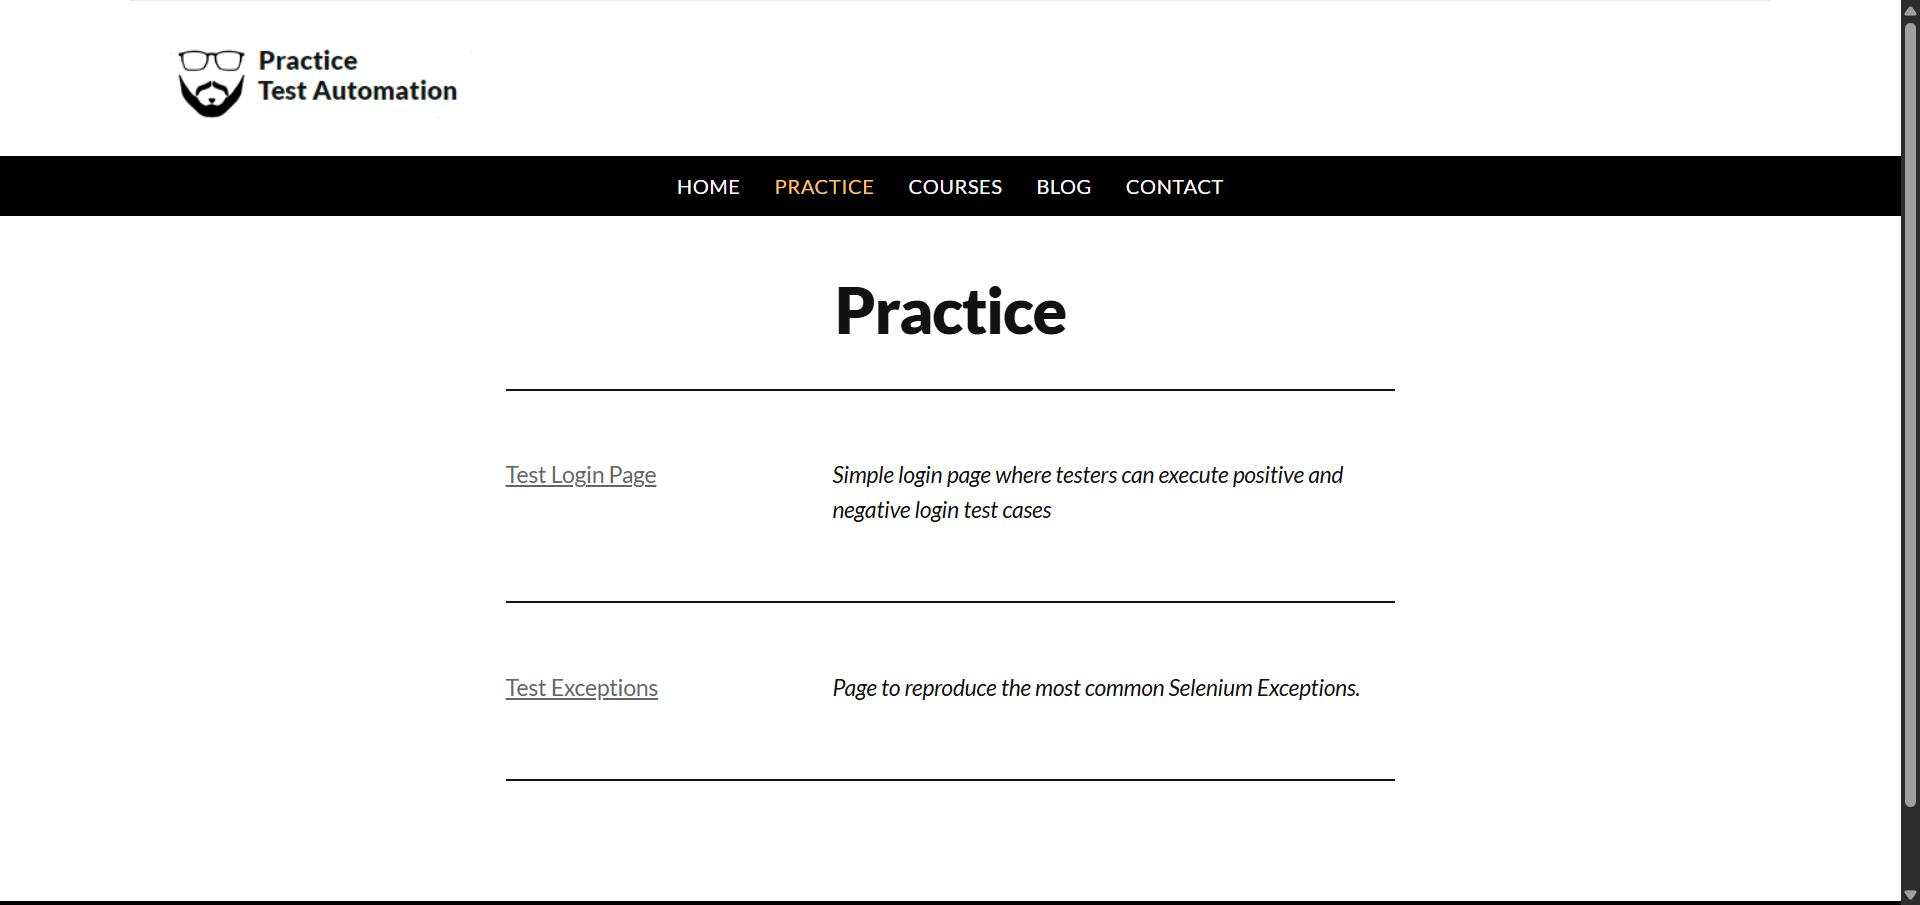 Practice
Test Automation
HOME PRACTICE COURSES BLOG CONTACT
Practice
Test Login Page
Simple login page where testers can execute positive and
negative login test cases
Test Exceptions
Page to reproduce the most common Selenium Exceptions.